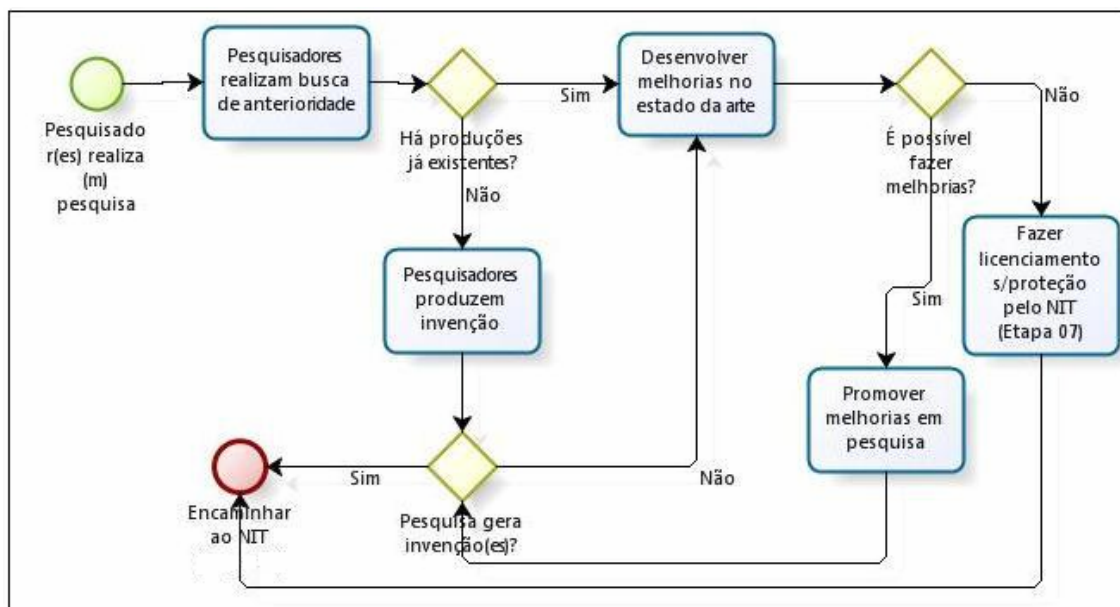 Pesquisado
r(es) realiza
(m)
pesquisa
Pesquisadores
realizam busca
de anterioridade
Há produções
já existentes?
Sim
Não
Desenvolver
melhorias no
estado da arte
É possível
fazer
melhorias?
Não
Sim
Fazer
licenciamento
s/proteção
pelo NIT
(Etapa 07)
Pesquisadores
produzem
invenção
Promover
melhorias em
pesquisa
Pesquisa gera
invenção(es)?
Sim
Não
Encaminhar
ao NIT